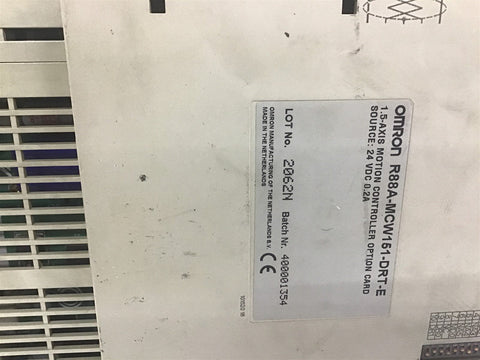 OMRON R88A-MCW151-DRT-E
1.5-AXIS MOTION CONTROLLER OPTION CARD
SOURCE: 24 VDC 0.2A
LOT No. 2062N Batch Nr. 400001354
OMRON MANUFACTURING OF THE NETHERLANDS B.V.
MADE IN THE NETHERLANDS
CE